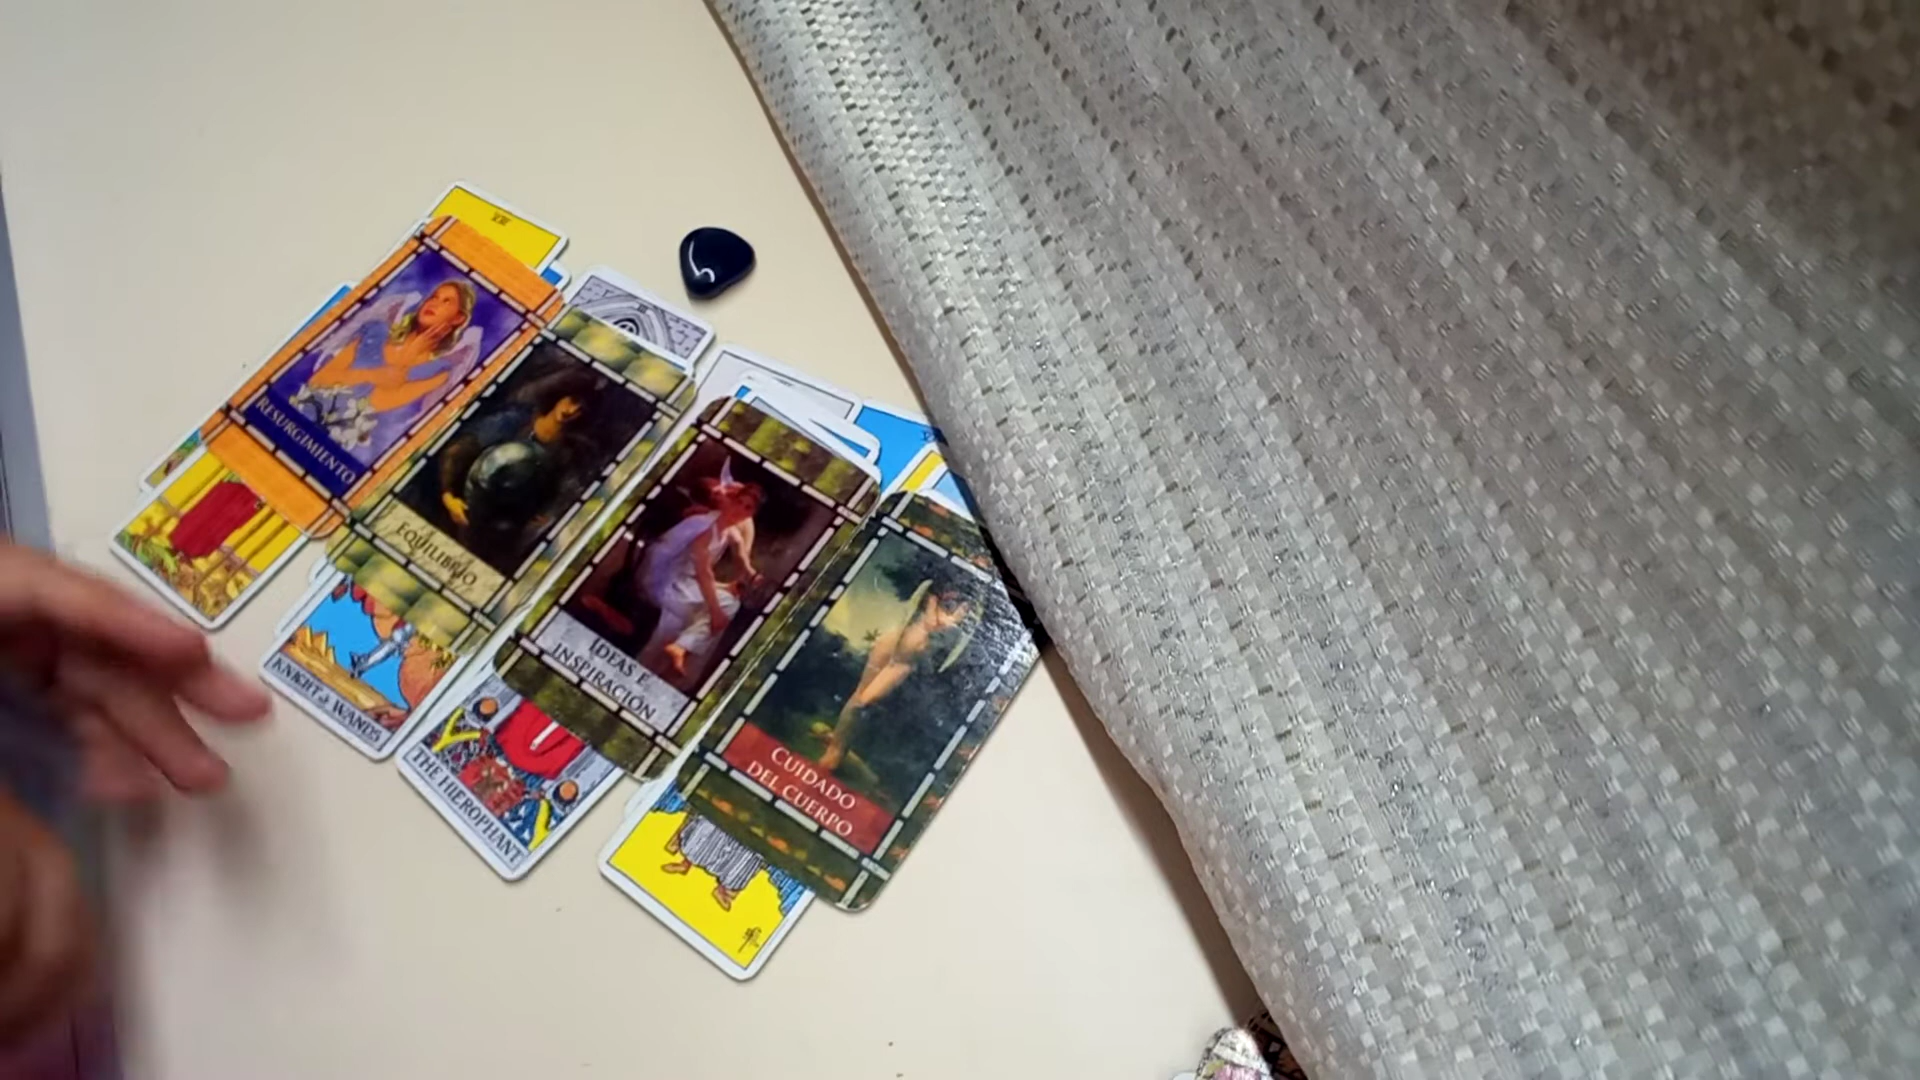 RESURGIMIENTO
EQUILIBRIO
IDEAS E
INSPIRACIÓN
CUIDADO
DEL CUERPO
KNIGHT of WANDS
THE HIEROPHANT